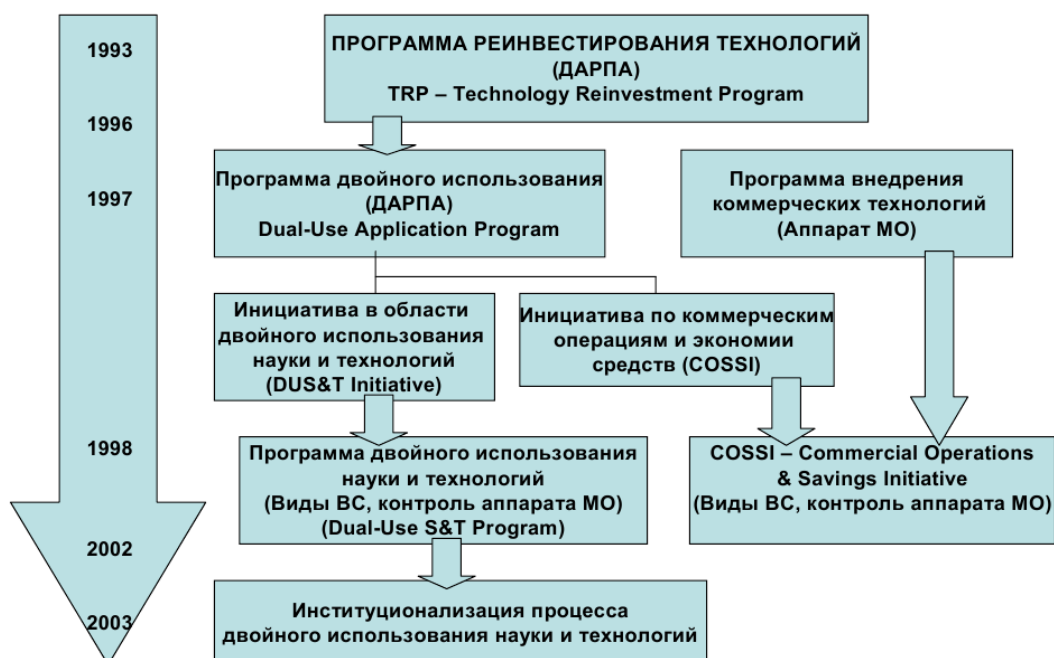 1993
ПРОГРАММА РЕИНВЕСТИРОВАНИЯ ТЕХНОЛОГИЙ
(ДАРПА)
TRP – Technology Reinvestment Program
1996
1997
Программа двойного использования
(ДАРПА)
Dual-Use Application Program
Программа внедрения
коммерческих технологий
(Аппарат МО)
Инициатива в области
двойного использования
науки и технологий
(DUS&T Initiative)
Инициатива по коммерческим
операциям и экономии
средств (COSSI)
1998
Программа двойного использования
науки и технологий
(Виды ВС, контроль аппарата МО)
(Dual-Use S&T Program)
COSSI – Commercial Operations
& Savings Initiative
(Виды ВС, контроль аппарата МО)
2002
2003
Институционализация процесса
двойного использования науки и технологий